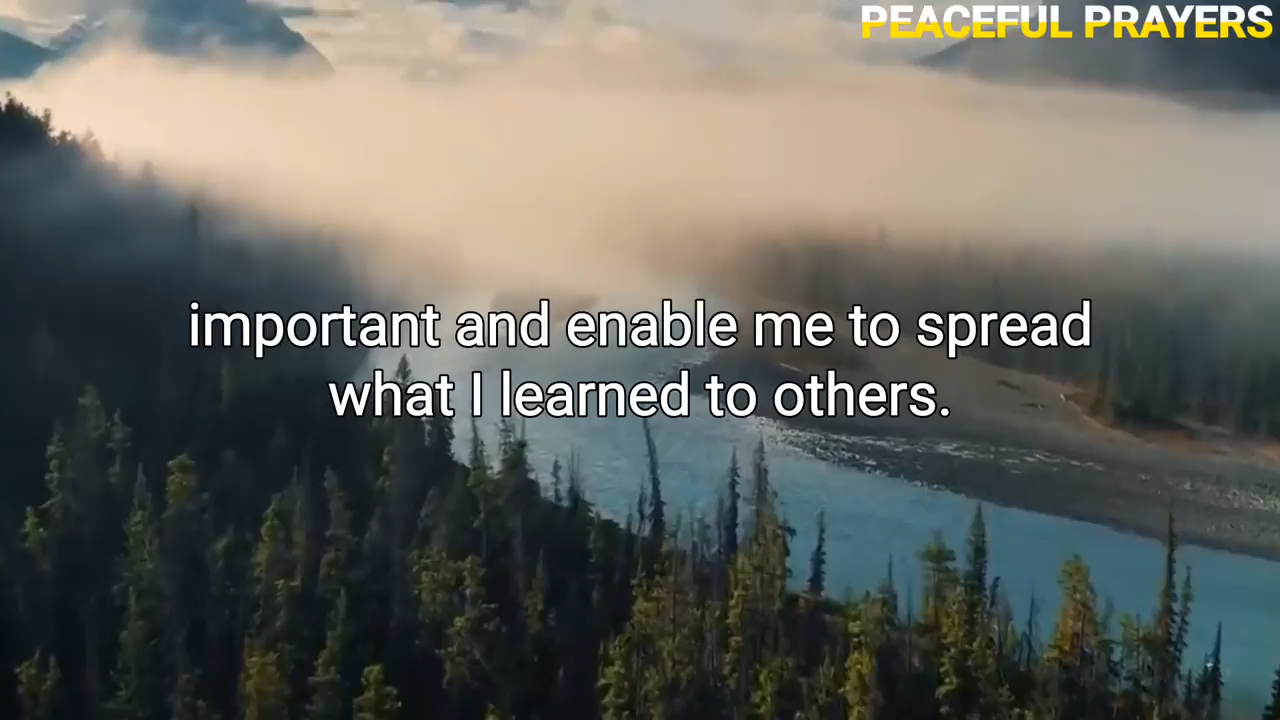 PEACEFUL PRAYERS
important and enable me to spread
what I learned to others.